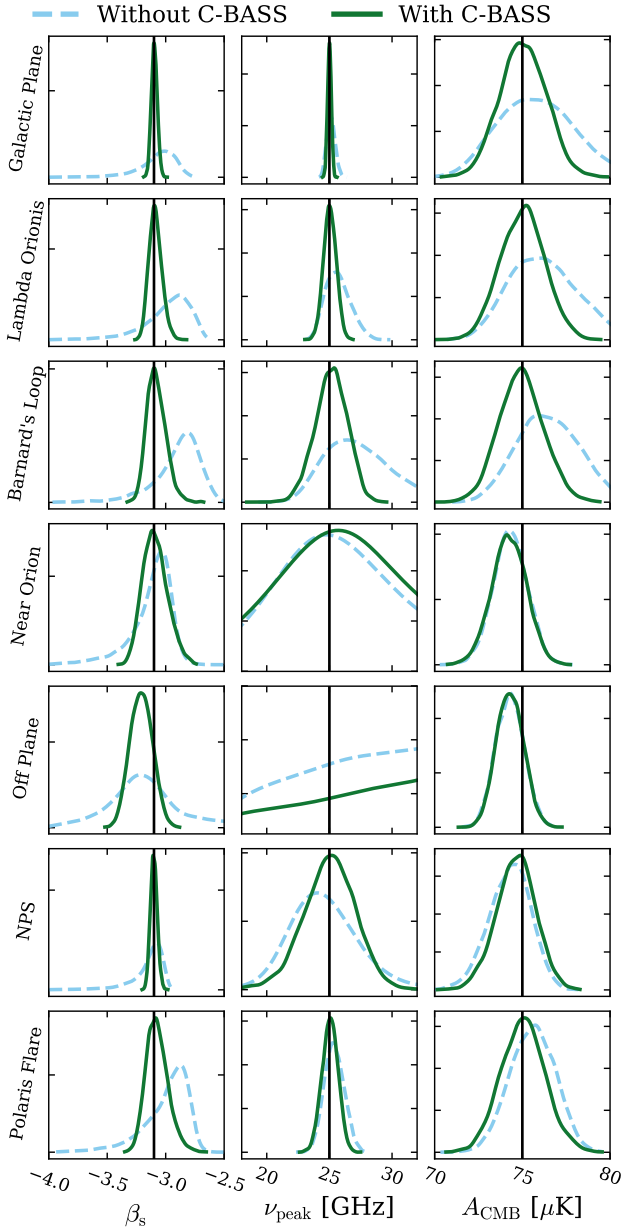 Without C-BASS With C-BASS
Galactic Plane
Lambda Orionis
Barnard's Loop
Near Orion
Off Plane
NPS
Polaris Flare
−4.0 −3.5 −3.0 −2.5 20 25 30 70 75 80
βs νpeak [GHz] ACMB [μK]